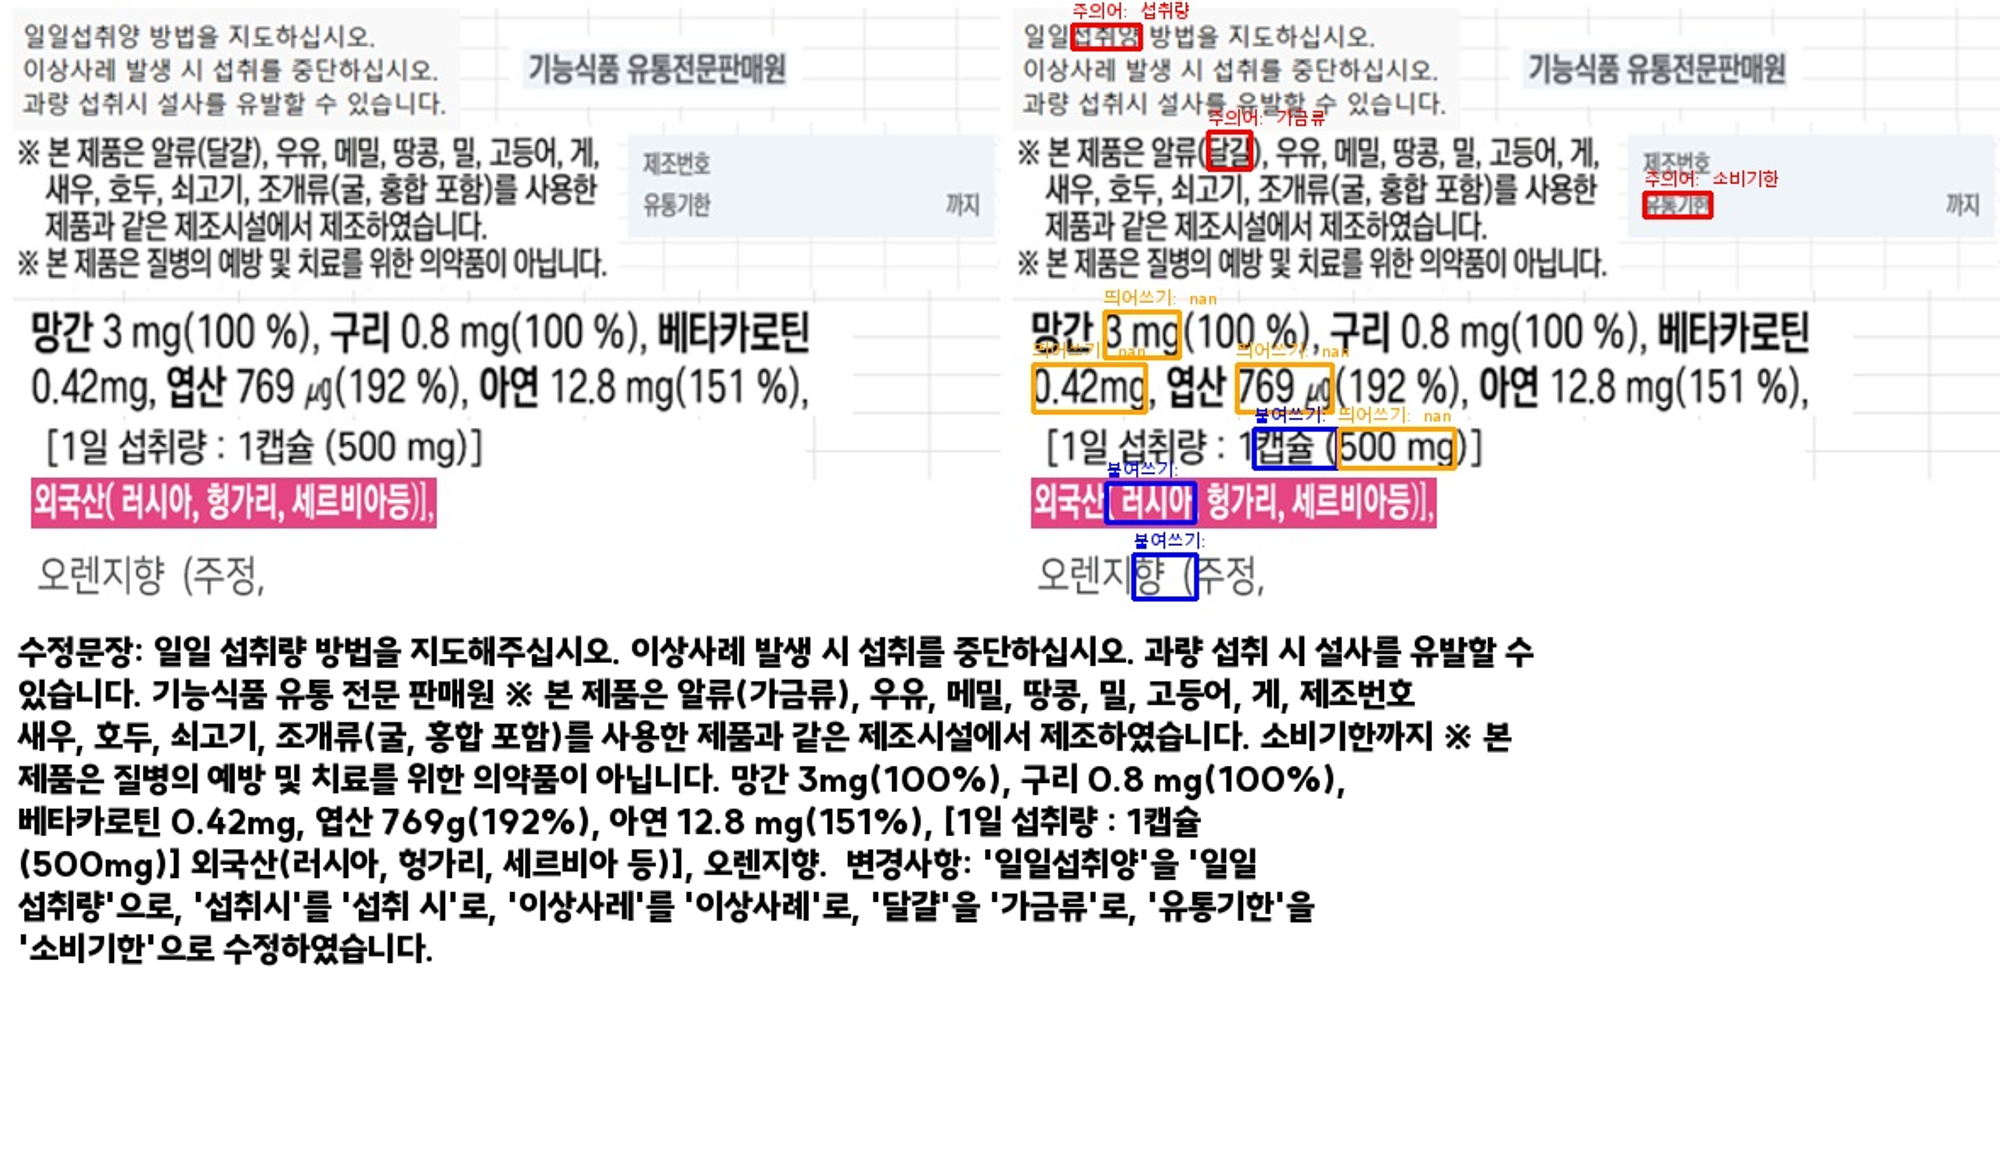 일일섭취양 방법을 지도하십시오.
이상사레 발생 시 섭취를 중단하십시오.
과량 섭취시 설사를 유발할 수 있습니다.
기능식품 유통전문판매원
※ 본 제품은 알류(달걀), 우유, 메밀, 땅콩, 밀, 고등어, 게,
새우, 호두, 쇠고기, 조개류(굴, 홍합 포함)를 사용한
제품과 같은 제조시설에서 제조하였습니다.
※ 본 제품은 질병의 예방 및 치료를 위한 의약품이 아닙니다.
제조번호
유통기한 까지
망간 3 mg(100 %), 구리 0.8 mg(100 %), 베타카로틴
0.42mg, 엽산 769 ㎍(192 %), 아연 12.8 mg(151 %),
[1일 섭취량 : 1캡슐 (500 mg)]
외국산( 러시아, 헝가리, 세르비아등)],
오렌지향 (주정,
주의어: 섭취량
일일섭취양 방법을 지도하십시오.
이상사레 발생 시 섭취를 중단하십시오.
과량 섭취시 설사를 유발할 수 있습니다.
기능식품 유통전문판매원
주의어: 가금류
※ 본 제품은 알류(달걀), 우유, 메밀, 땅콩, 밀, 고등어, 게,
새우, 호두, 쇠고기, 조개류(굴, 홍합 포함)를 사용한
제품과 같은 제조시설에서 제조하였습니다.
※ 본 제품은 질병의 예방 및 치료를 위한 의약품이 아닙니다.
제조번호
주의어: 소비기한
유통기한 까지
띄어쓰기: nan
망간 3 mg(100 %), 구리 0.8 mg(100 %), 베타카로틴
띄어쓰기: nan 띄어쓰기: nan
0.42mg, 엽산 769 ㎍(192 %), 아연 12.8 mg(151 %),
붙여쓰기: 띄어쓰기: nan
[1일 섭취량 : 1캡슐 (500 mg)]
붙여쓰기:
외국산( 러시아, 헝가리, 세르비아등)],
붙여쓰기:
오렌지향 (주정,
수정문장: 일일 섭취량 방법을 지도해주십시오. 이상사례 발생 시 섭취를 중단하십시오. 과량 섭취 시 설사를 유발할 수
있습니다. 기능식품 유통 전문 판매원 ※ 본 제품은 알류(가금류), 우유, 메밀, 땅콩, 밀, 고등어, 게, 제조번호
새우, 호두, 쇠고기, 조개류(굴, 홍합 포함)를 사용한 제품과 같은 제조시설에서 제조하였습니다. 소비기한까지 ※ 본
제품은 질병의 예방 및 치료를 위한 의약품이 아닙니다. 망간 3mg(100%), 구리 0.8 mg(100%),
베타카로틴 0.42mg, 엽산 769g(192%), 아연 12.8 mg(151%), [1일 섭취량 : 1캡슐
(500mg)] 외국산(러시아, 헝가리, 세르비아 등)], 오렌지향.  변경사항: '일일섭취양'을 '일일
섭취량'으로, '섭취시'를 '섭취 시'로, '이상사레'를 '이상사례'로, '달걀'을 '가금류'로, '유통기한'을
'소비기한'으로 수정하였습니다.